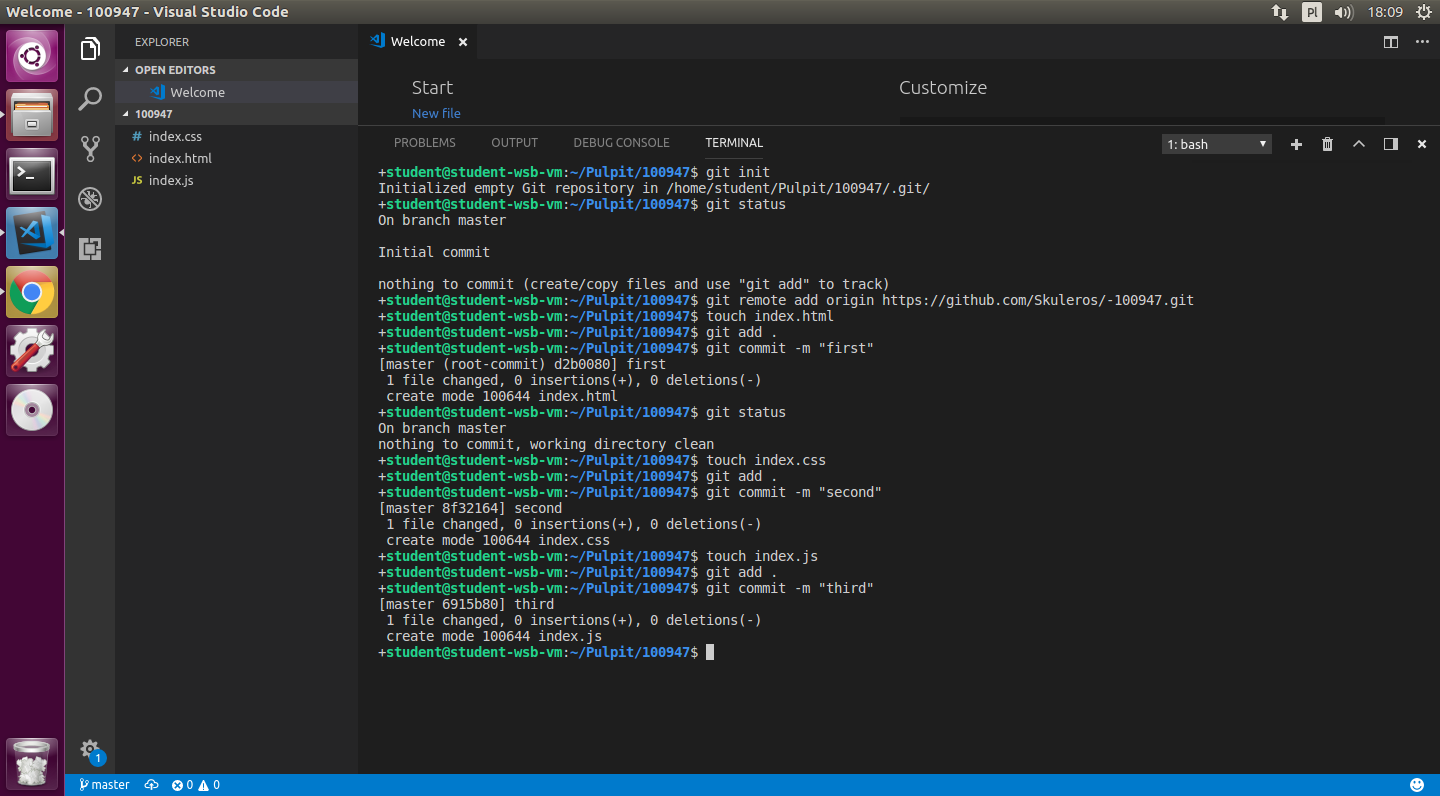 Welcome - 100947 - Visual Studio Code
Pl
18:09
EXPLORER
OPEN EDITORS
Welcome
100947
# index.css
<> index.html
JS index.js
Welcome
Start
New file
Customize
PROBLEMS OUTPUT DEBUG CONSOLE TERMINAL
1: bash
+student@student-wsb-vm:~/Pulpit/100947$ git init
Initialized empty Git repository in /home/student/Pulpit/100947/.git/
+student@student-wsb-vm:~/Pulpit/100947$ git status
On branch master
Initial commit
nothing to commit (create/copy files and use "git add" to track)
+student@student-wsb-vm:~/Pulpit/100947$ git remote add origin https://github.com/Skuleros/-100947.git
+student@student-wsb-vm:~/Pulpit/100947$ touch index.html
+student@student-wsb-vm:~/Pulpit/100947$ git add .
+student@student-wsb-vm:~/Pulpit/100947$ git commit -m "first"
[master (root-commit) d2b0080] first
1 file changed, 0 insertions(+), 0 deletions(-)
create mode 100644 index.html
+student@student-wsb-vm:~/Pulpit/100947$ git status
On branch master
nothing to commit, working directory clean
+student@student-wsb-vm:~/Pulpit/100947$ touch index.css
+student@student-wsb-vm:~/Pulpit/100947$ git add .
+student@student-wsb-vm:~/Pulpit/100947$ git commit -m "second"
[master 8f32164] second
1 file changed, 0 insertions(+), 0 deletions(-)
create mode 100644 index.css
+student@student-wsb-vm:~/Pulpit/100947$ touch index.js
+student@student-wsb-vm:~/Pulpit/100947$ git add .
+student@student-wsb-vm:~/Pulpit/100947$ git commit -m "third"
[master 6915b80] third
1 file changed, 0 insertions(+), 0 deletions(-)
create mode 100644 index.js
+student@student-wsb-vm:~/Pulpit/100947$
1
master
0
0